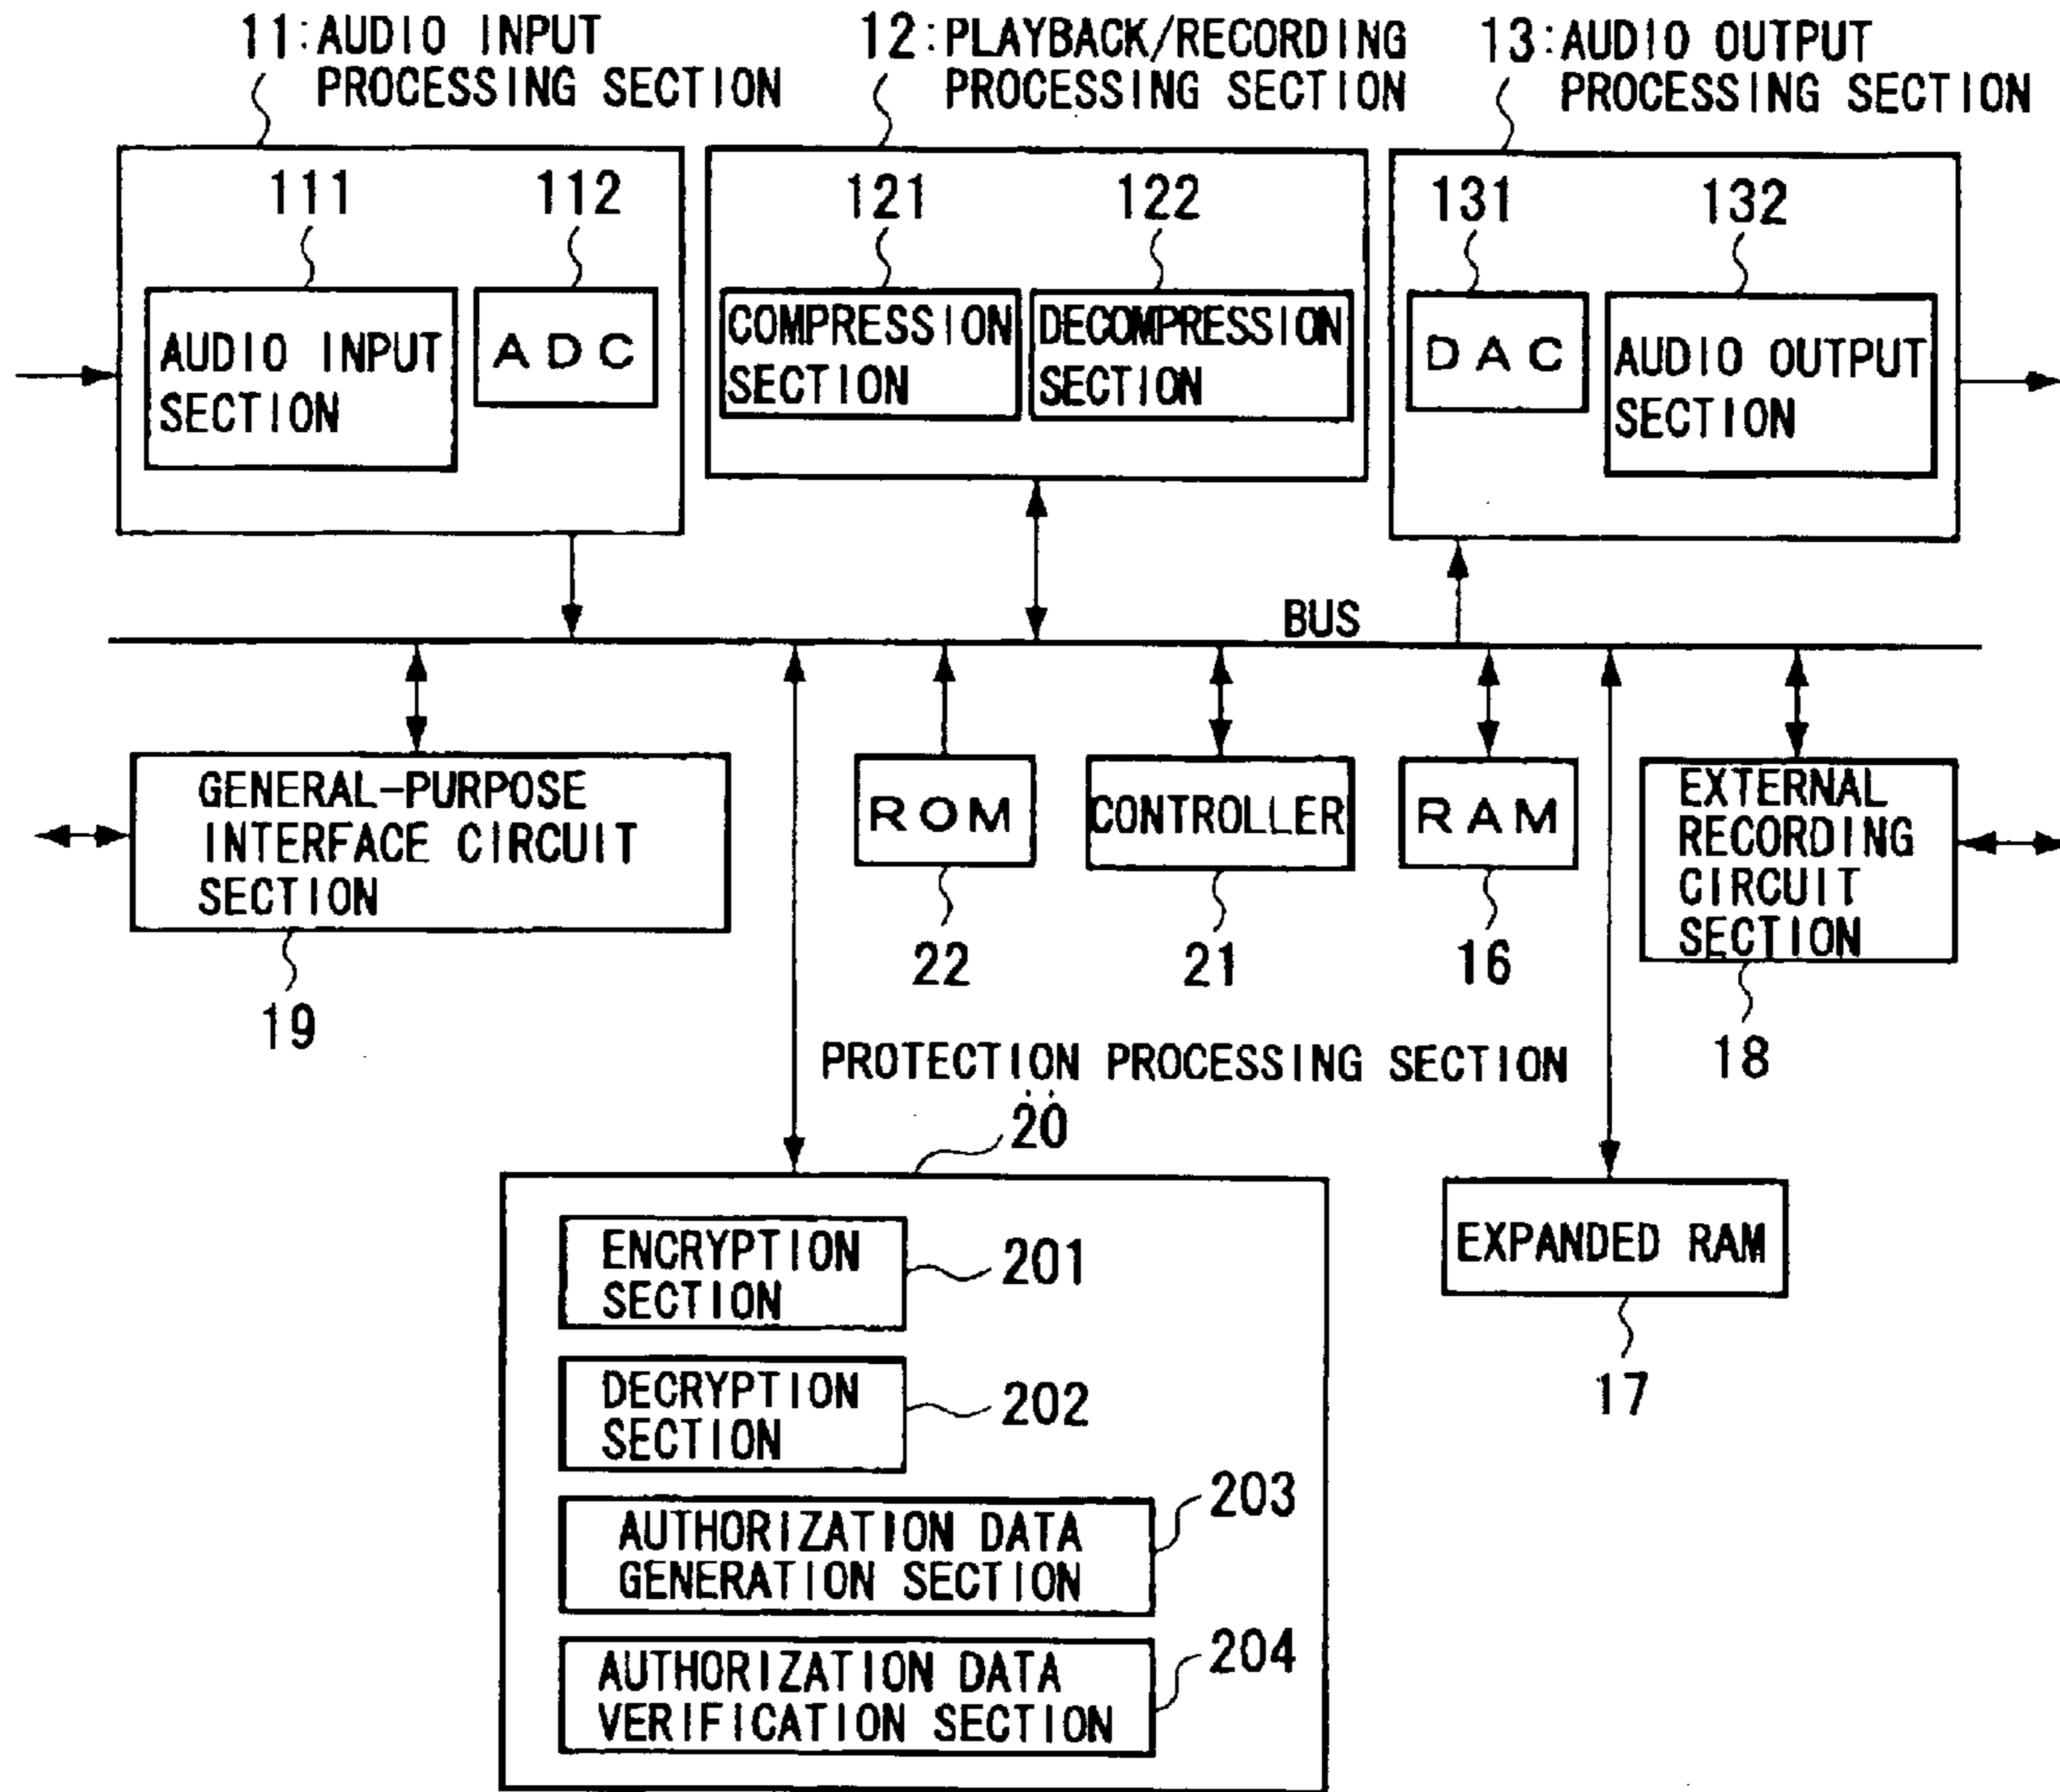 11:AUDIO INPUT
PROCESSING SECTION
12:PLAYBACK/RECORDING
PROCESSING SECTION
13:AUDIO OUTPUT
PROCESSING SECTION
111
112
AUDIO INPUT
SECTION
ADC
121
122
COMPRESSION
SECTION
DECOMPRESSION
SECTION
131
132
DAC
AUDIO OUTPUT
SECTION
BUS
GENERAL-PURPOSE
INTERFACE CIRCUIT
SECTION
19
ROM
22
CONTROLLER
21
RAM
16
EXTERNAL
RECORDING
CIRCUIT
SECTION
18
PROTECTION PROCESSING SECTION
20
ENCRYPTION
SECTION
201
DECRYPTION
SECTION
202
AUTHORIZATION DATA
GENERATION SECTION
203
AUTHORIZATION DATA
VERIFICATION SECTION
204
EXPANDED RAM
17